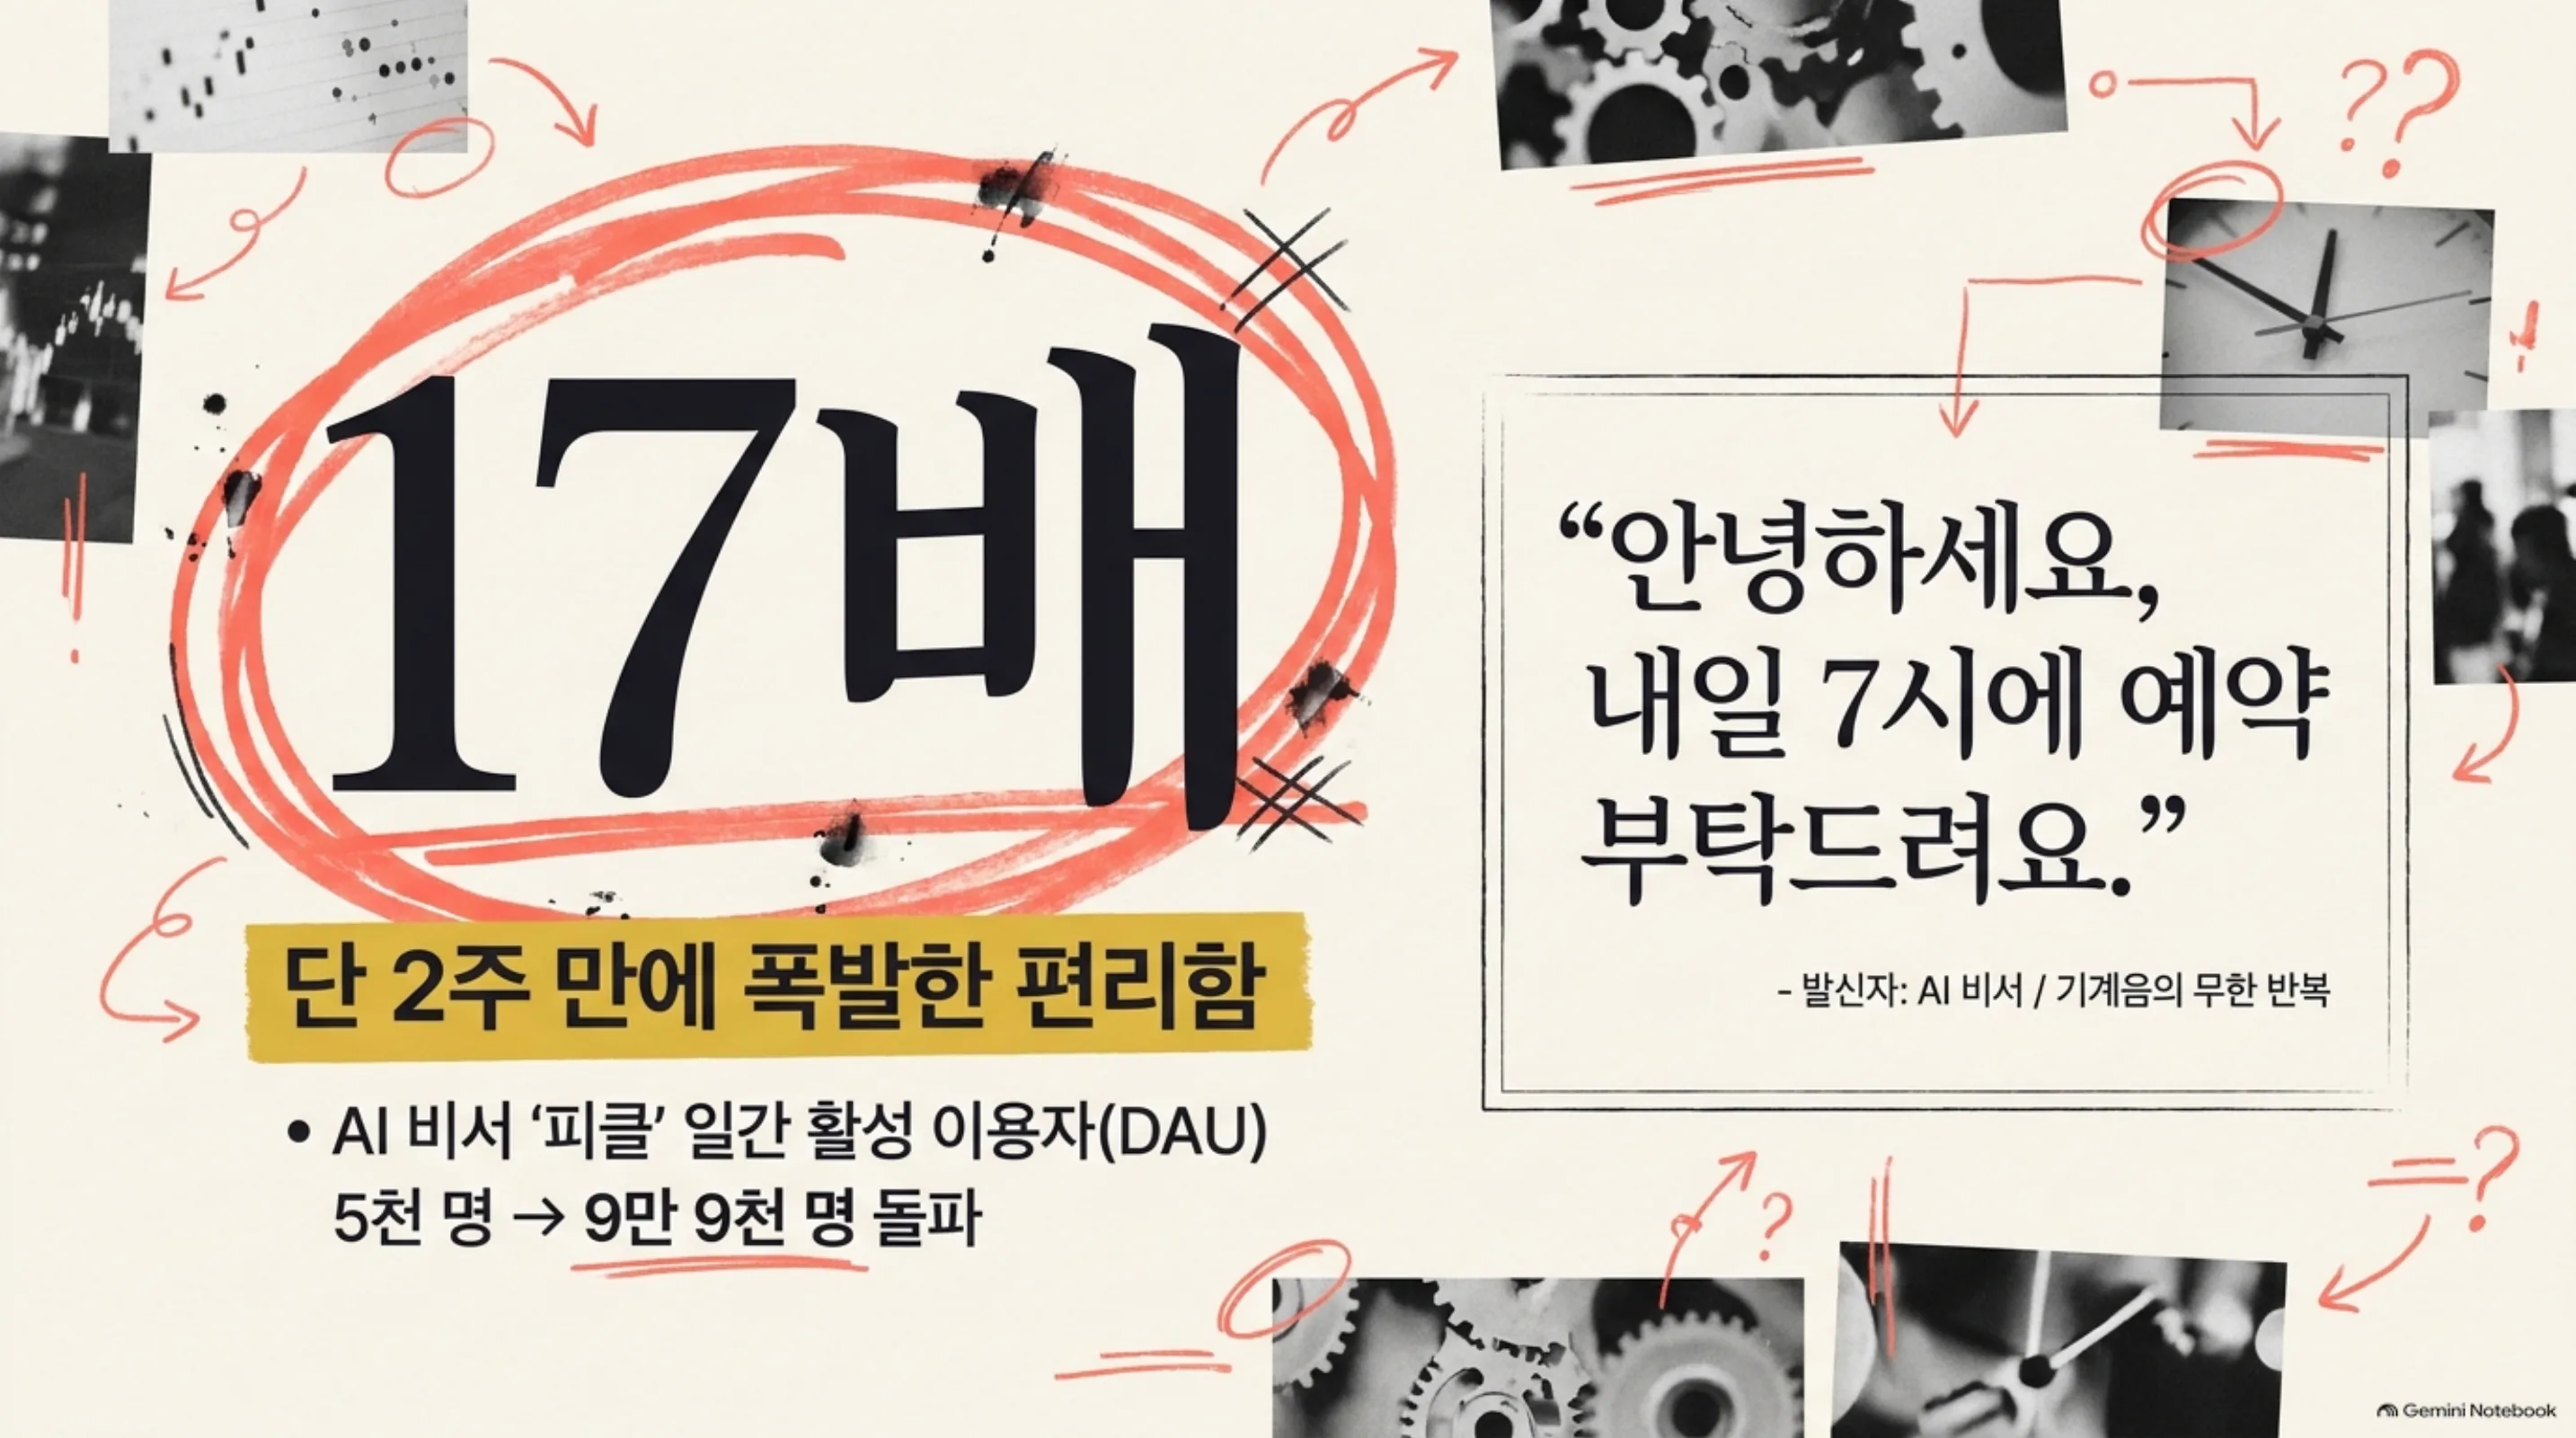 17배
단 2주 만에 폭발한 편리함
• AI 비서 ‘피클’ 일간 활성 이용자(DAU)
5천 명 → 9만 9천 명 돌파
“안녕하세요,
내일 7시에 예약
부탁드려요.”
- 발신자: AI 비서 / 기계음의 무한 반복
??
!
!
?
?
Gemini Notebook